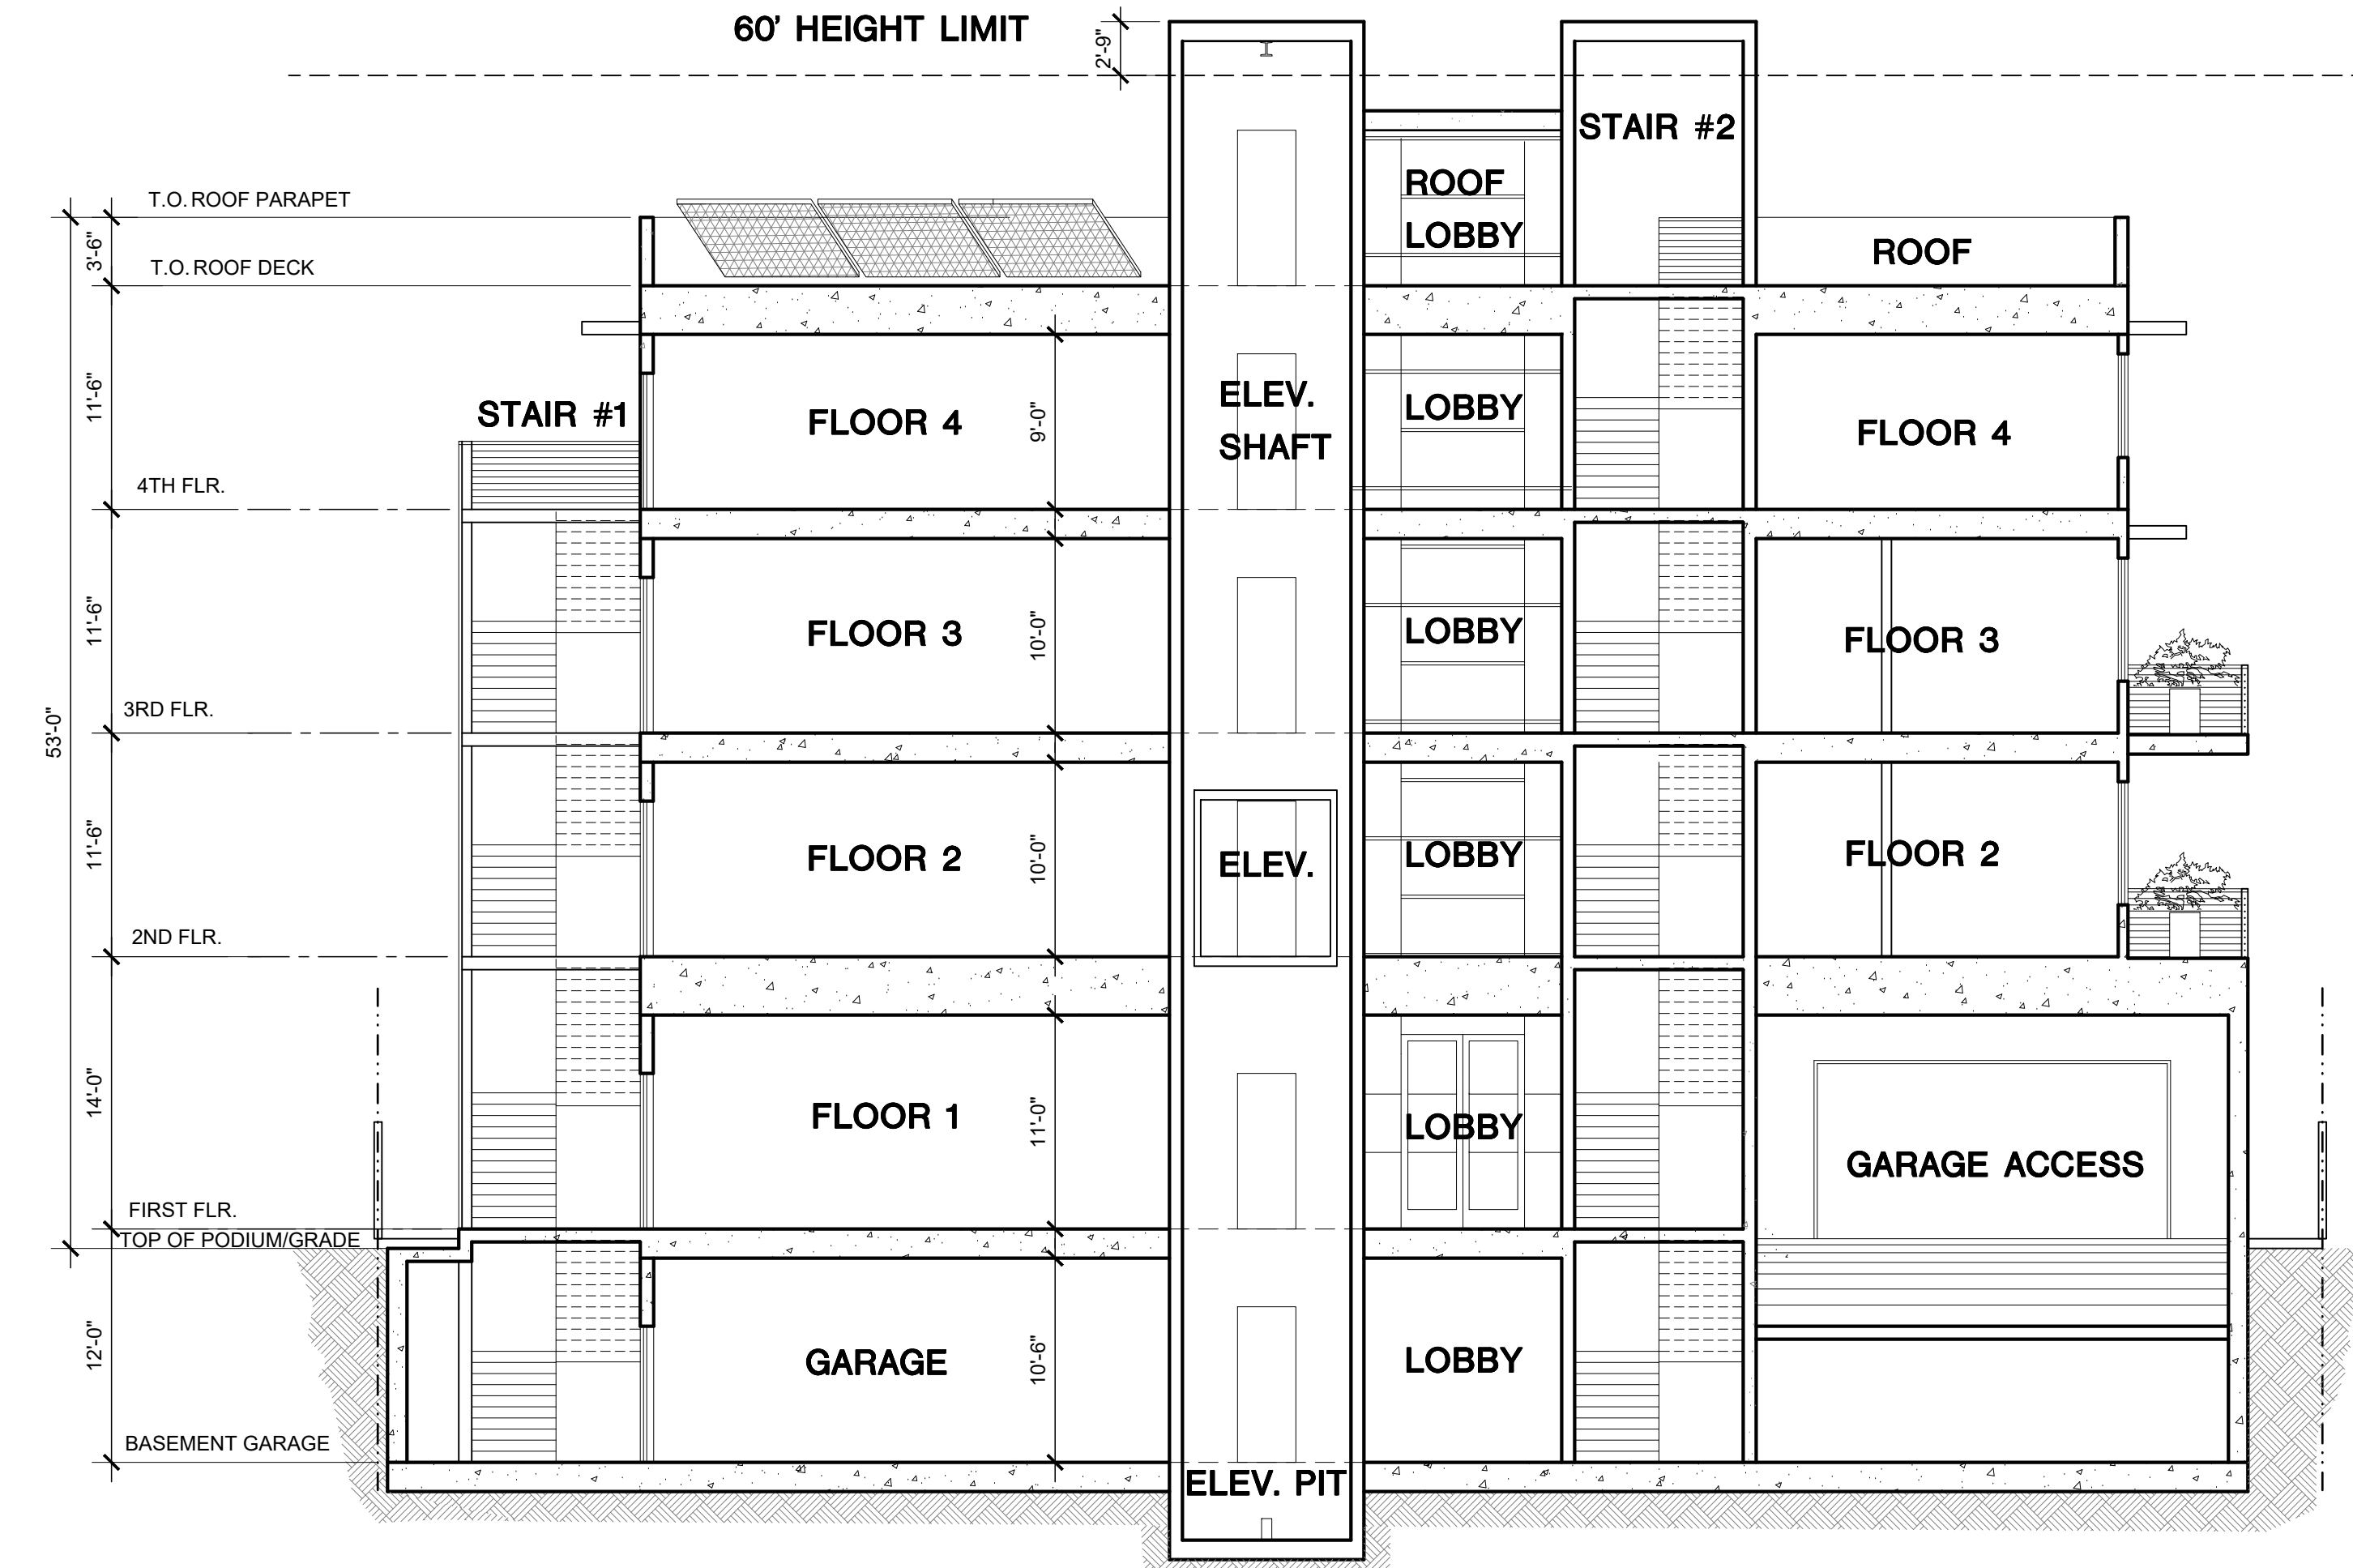 60' HEIGHT LIMIT
2'-9"
STAIR #2
T.O. ROOF PARAPET
ROOF
LOBBY
3'-6"
ROOF
T.O. ROOF DECK
11'-6"
STAIR #1
FLOOR 4
9'-0"
ELEV.
SHAFT
LOBBY
FLOOR 4
4TH FLR.
11'-6"
FLOOR 3
10'-0"
LOBBY
FLOOR 3
3RD FLR.
53'-0"
11'-6"
FLOOR 2
10'-0"
ELEV.
LOBBY
FLOOR 2
2ND FLR.
14'-0"
FLOOR 1
11'-0"
LOBBY
GARAGE ACCESS
FIRST FLR.
TOP OF PODIUM/GRADE
12'-0"
GARAGE
10'-6"
LOBBY
BASEMENT GARAGE
ELEV. PIT